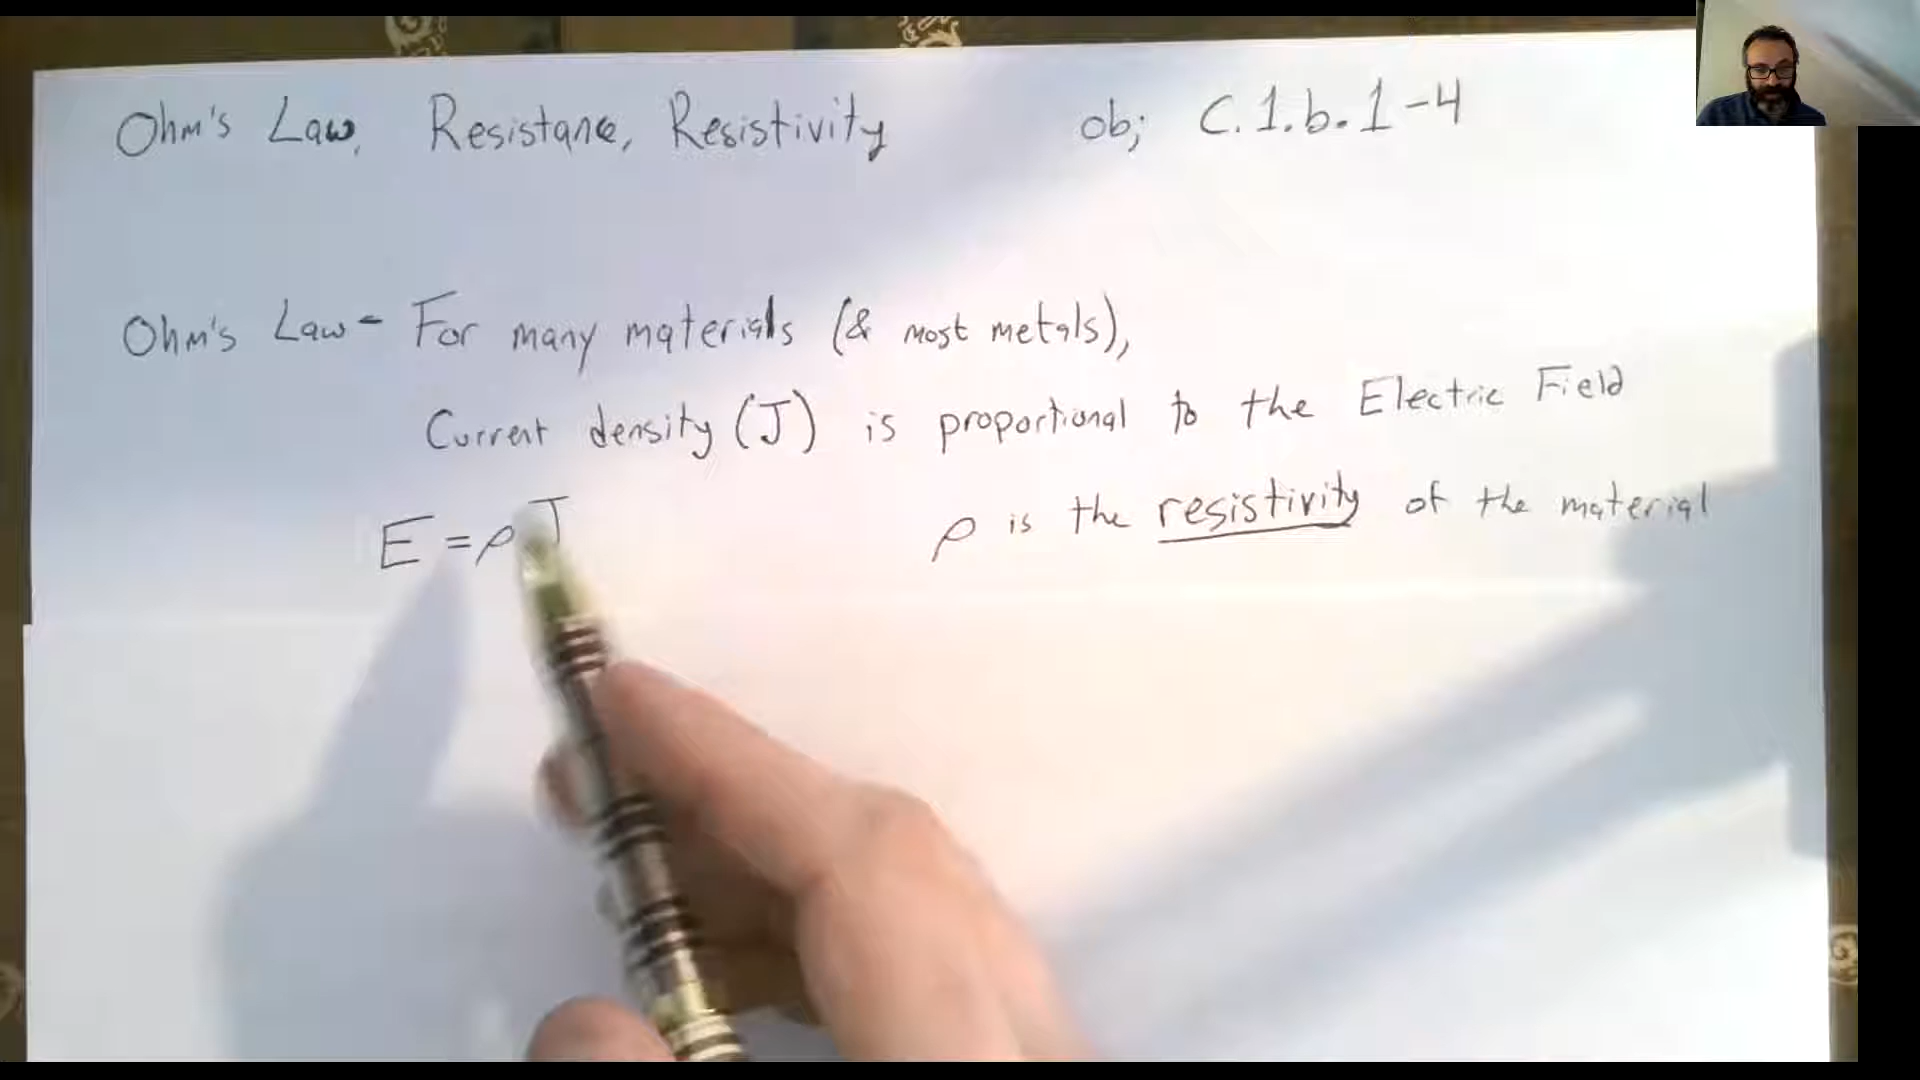 Ohm's Law, Resistance, Resistivity ob; C.1.b.1-4
Ohm's Law - For many materials (& most metals),
Current density (J) is proportional to the Electric Field
E = ρJ ρ is the resistivity of the material